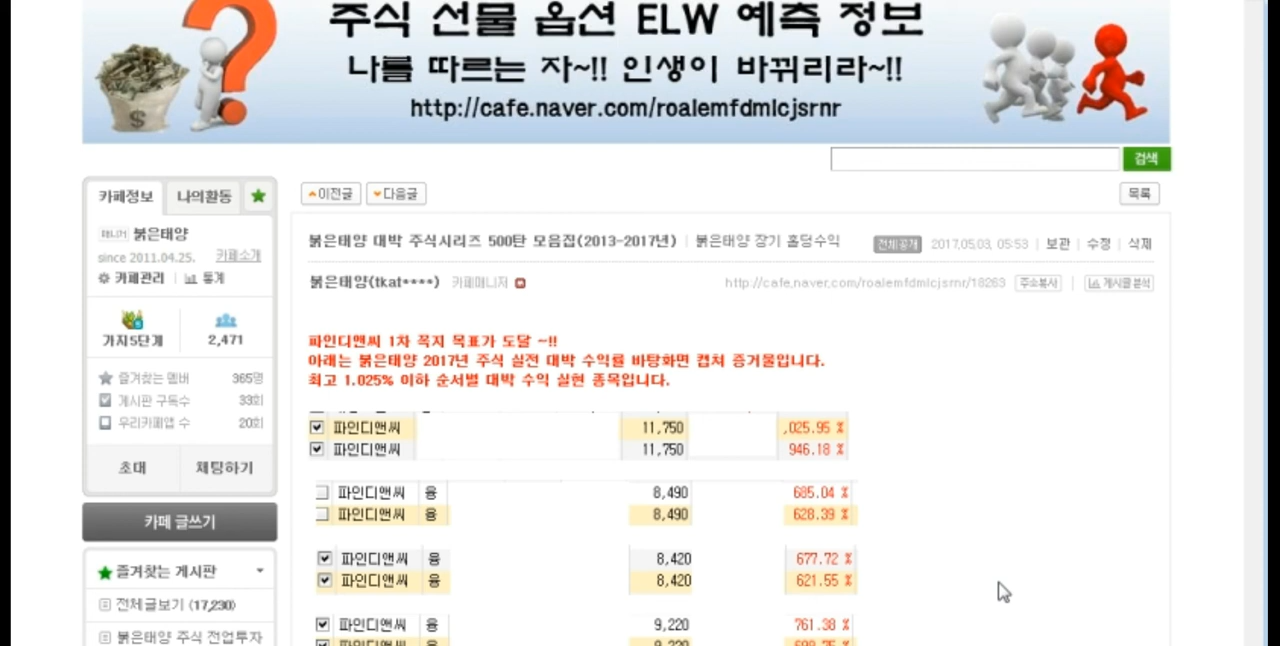 주식 선물 옵션 ELW 예측 정보
나를 따르는 자~!! 인생이 바뀌리라~!!
http://cafe.naver.com/roalemfdmlcjsrnr
검색
카페정보 나의활동
이전글 다음글 목록
매니저 붉은태양
since 2011.04.25. 카페소개
카페관리 통계
가지5단계 2,471
즐겨찾는 멤버 365명
게시판 구독수 33회
우리카페앱 수 20회
초대 채팅하기
카페 글쓰기
즐겨찾는 게시판
전체글보기 (17,230)
붉은태양 주식 전업투자
붉은태양 대박 주식시리즈 500탄 모음집(2013-2017년) | 붉은태양 장기 홀딩수익 전체공개 2017.05.03. 05:53 | 보관 | 수정 | 삭제
붉은태양(tkat****) 카페매니저 http://cafe.naver.com/roalemfdmlcjsrnr/18263 주소복사 | 게시글 분석
파인디앤씨 1차 쪽지 목표가 도달 ~!!
아래는 붉은태양 2017년 주식 실전 대박 수익률 바탕화면 캡쳐 증거물입니다.
최고 1.025% 이하 순서별 대박 수익 실현 종목입니다.
파인디앤씨 11,750 ,025.95 %
파인디앤씨 11,750 946.18 %
파인디앤씨 융 8,490 685.04 %
파인디앤씨 융 8,490 628.39 %
파인디앤씨 융 8,420 677.72 %
파인디앤씨 융 8,420 621.55 %
파인디앤씨 융 9,220 761.38 %